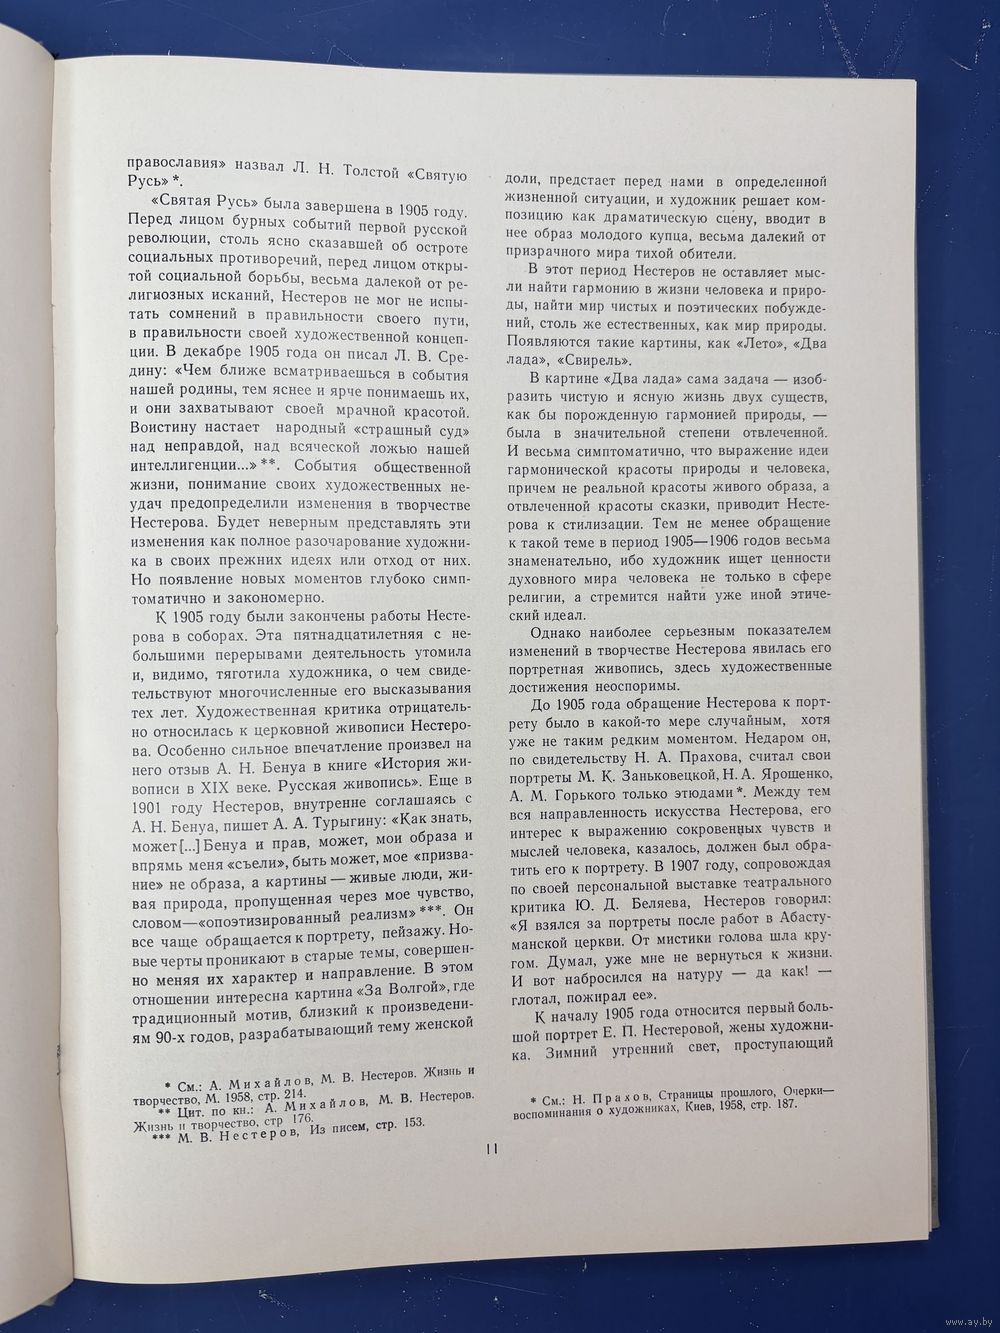 православия» назвал Л. Н. Толстой «Святую
Русь» *.
«Святая Русь» была завершена в 1905 году.
Перед лицом бурных событий первой русской
революции, столь ясно сказавшей об остроте
социальных противоречий, перед лицом откры-
той социальной борьбы, весьма далекой от ре-
лигиозных исканий, Нестеров не мог не испы-
тать сомнений в правильности своего пути,
в правильности своей художественной концеп-
ции. В декабре 1905 года он писал Л. В. Сре-
дину: «Чем ближе всматриваешься в события
нашей родины, тем яснее и ярче понимаешь их,
и они захватывают своей мрачной красотой.
Воистину настает народный «страшный суд»
над неправдой, над всяческой ложью нашей
интеллигенции...» **. События общественной
жизни, понимание своих художественных не-
удач предопределили изменения в творчестве
Нестерова. Будет неверным представлять эти
изменения как полное разочарование художни-
ка в своих прежних идеях или отход от них.
Но появление новых моментов глубоко симп-
томатично и закономерно.
К 1905 году были закончены работы Несте-
рова в соборах. Эта пятнадцатилетняя с не-
большими перерывами деятельность утомила
и, видимо, тяготила художника, о чем свиде-
тельствуют многочисленные его высказывания
тех лет. Художественная критика отрицатель-
но относилась к церковной живописи Нестеро-
ва. Особенно сильное впечатление произвел на
него отзыв А. Н. Бенуа в книге «История жи-
вописи в XIX веке. Русская живопись». Еще в
1901 году Нестеров, внутренне соглашаясь с
А. Н. Бенуа, пишет А. А. Турыгину: «Как знать,
может [...] Бенуа и прав, может, мои образа и
впрямь меня «съели», быть может, мое «призва-
ние» не образа, а картины — живые люди, жи-
вая природа, пропущенная через мое чувство,
словом—«опоэтизированный реализм» ***. Он
все чаще обращается к портрету, пейзажу. Но-
вые черты проникают в старые темы, совершен-
но меняя их характер и направление. В этом
отношении интересна картина «За Волгой», где
традиционный мотив, близкий к произведени-
ям 90-х годов, разрабатывающий тему женской
* См.: А. Михайлов, М. В. Нестеров. Жизнь и
творчество, М. 1958, стр. 214.
** Цит. по кн.: А. Михайлов, М. В. Нестеров.
Жизнь и творчество, стр 176.
*** М. В. Нестеров, Из писем, стр. 153.
доли, предстает перед нами в определенной
жизненной ситуации, и художник решает ком-
позицию как драматическую сцену, вводит в
нее образ молодого купца, весьма далекий от
призрачного мира тихой обители.
В этот период Нестеров не оставляет мыс-
ли найти гармонию в жизни человека и приро-
ды, найти мир чистых и поэтических побужде-
ний, столь же естественных, как мир природы.
Появляются такие картины, как «Лето», «Два
лада», «Свирель».
В картине «Два лада» сама задача — изоб-
разить чистую и ясную жизнь двух существ,
как бы порожденную гармонией природы, —
была в значительной степени отвлеченной.
И весьма симптоматично, что выражение идеи
гармонической красоты природы и человека,
причем не реальной красоты живого образа, а
отвлеченной красоты сказки, приводит Несте-
рова к стилизации. Тем не менее обращение
к такой теме в период 1905—1906 годов весьма
знаменательно, ибо художник ищет ценности
духовного мира человека не только в сфере
религии, а стремится найти уже иной этиче-
ский идеал.
Однако наиболее серьезным показателем
изменений в творчестве Нестерова явилась его
портретная живопись, здесь художественные
достижения неоспоримы.
До 1905 года обращение Нестерова к порт-
рету было в какой-то мере случайным, хотя
уже не таким редким моментом. Недаром он,
по свидетельству Н. А. Прахова, считал свои
портреты М. К. Заньковецкой, Н. А. Ярошенко,
А. М. Горького только этюдами *. Между тем
вся направленность искусства Нестерова, его
интерес к выражению сокровенных чувств и
мыслей человека, казалось, должен был обра-
тить его к портрету. В 1907 году, сопровождая
по своей персональной выставке театрального
критика Ю. Д. Беляева, Нестеров говорил:
«Я взялся за портреты после работ в Абасту-
манской церкви. От мистики голова шла кру-
гом. Думал, уже мне не вернуться к жизни.
И вот набросился на натуру — да как! —
глотал, пожирал ее».
К началу 1905 года относится первый боль-
шой портрет Е. П. Нестеровой, жены художни-
ка. Зимний утренний свет, проступающий
* См.: Н. Прахов, Страницы прошлого, Очерки—
воспоминания о художниках, Киев, 1958, стр. 187.
11
www.ay.by